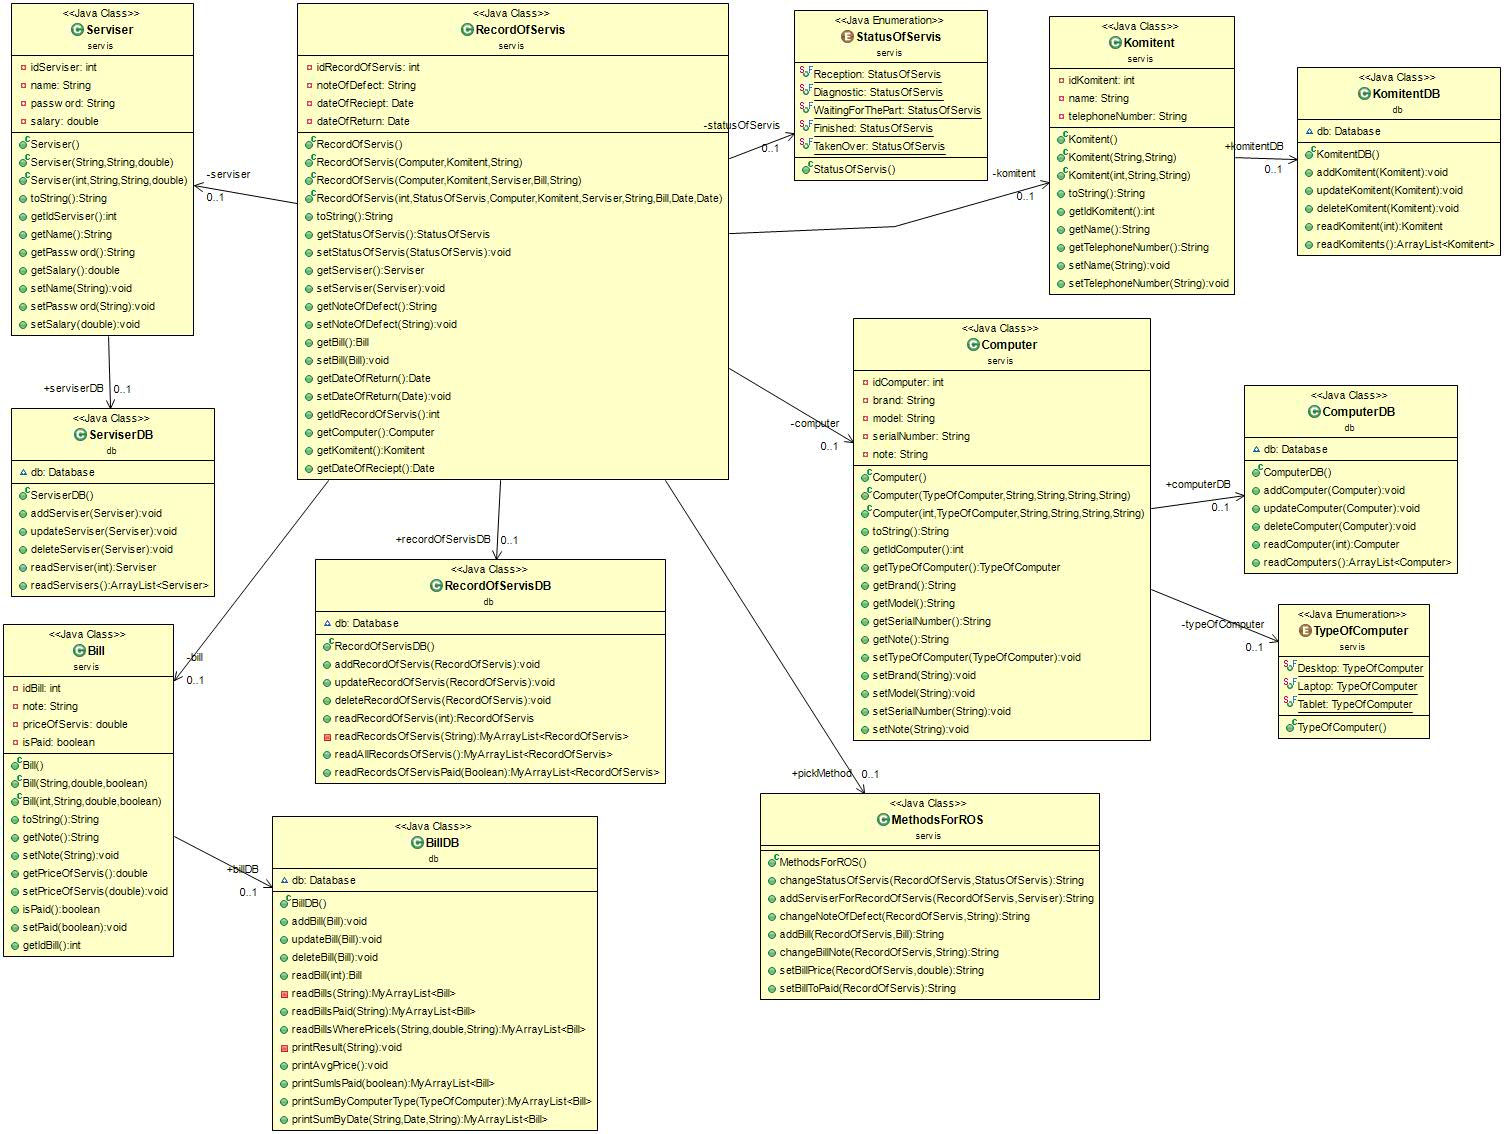 <<Java Class>>
Serviser
servis
idServiser: int
name: String
password: String
salary: double
Serviser()
Serviser(String,String,double)
Serviser(int,String,String,double)
toString():String
getIdServiser():int
getName():String
getPassword():String
getSalary():double
setName(String):void
setPassword(String):void
setSalary(double):void
-serviser
0..1
+serviserDB
0..1
<<Java Class>>
ServiserDB
db
db: Database
ServiserDB()
addServiser(Serviser):void
updateServiser(Serviser):void
deleteServiser(Serviser):void
readServiser(int):Serviser
readServisers():ArrayList<Serviser>
<<Java Class>>
RecordOfServis
servis
idRecordOfServis: int
noteOfDefect: String
dateOfReciept: Date
dateOfReturn: Date
RecordOfServis()
RecordOfServis(Computer,Komitent,String)
RecordOfServis(Computer,Komitent,Serviser,Bill,String)
RecordOfServis(int,StatusOfServis,Computer,Komitent,Serviser,String,Bill,Date,Date)
toString():String
getStatusOfServis():StatusOfServis
setStatusOfServis(StatusOfServis):void
getServiser():Serviser
setServiser(Serviser):void
getNoteOfDefect():String
setNoteOfDefect(String):void
getBill():Bill
setBill(Bill):void
getDateOfReturn():Date
setDateOfReturn(Date):void
getIdRecordOfServis():int
getComputer():Computer
getKomitent():Komitent
getDateOfReciept():Date
-statusOfServis
0..1
<<Java Enumeration>>
StatusOfServis
servis
Reception: StatusOfServis
Diagnostic: StatusOfServis
WaitingForThePart: StatusOfServis
Finished: StatusOfServis
TakenOver: StatusOfServis
StatusOfServis()
-komitent
0..1
<<Java Class>>
Komitent
servis
idKomitent: int
name: String
telephoneNumber: String
Komitent()
Komitent(String,String)
Komitent(int,String,String)
toString():String
getIdKomitent():int
getName():String
getTelephoneNumber():String
setName(String):void
setTelephoneNumber(String):void
+komitentDB
0..1
<<Java Class>>
KomitentDB
db
db: Database
KomitentDB()
addKomitent(Komitent):void
updateKomitent(Komitent):void
deleteKomitent(Komitent):void
readKomitent(int):Komitent
readKomitents():ArrayList<Komitent>
-computer
0..1
<<Java Class>>
Computer
servis
idComputer: int
brand: String
model: String
serialNumber: String
note: String
Computer()
Computer(TypeOfComputer,String,String,String,String)
Computer(int,TypeOfComputer,String,String,String,String)
toString():String
getIdComputer():int
getTypeOfComputer():TypeOfComputer
getBrand():String
getModel():String
getSerialNumber():String
getNote():String
setTypeOfComputer(TypeOfComputer):void
setBrand(String):void
setModel(String):void
setSerialNumber(String):void
setNote(String):void
+computerDB
0..1
<<Java Class>>
ComputerDB
db
db: Database
ComputerDB()
addComputer(Computer):void
updateComputer(Computer):void
deleteComputer(Computer):void
readComputer(int):Computer
readComputers():ArrayList<Computer>
-typeOfComputer
0..1
<<Java Enumeration>>
TypeOfComputer
servis
Desktop: TypeOfComputer
Laptop: TypeOfComputer
Tablet: TypeOfComputer
TypeOfComputer()
+recordOfServisDB
0..1
<<Java Class>>
RecordOfServisDB
db
db: Database
RecordOfServisDB()
addRecordOfServis(RecordOfServis):void
updateRecordOfServis(RecordOfServis):void
deleteRecordOfServis(RecordOfServis):void
readRecordOfServis(int):RecordOfServis
readRecordsOfServis(String):MyArrayList<RecordOfServis>
readAllRecordsOfServis():MyArrayList<RecordOfServis>
readRecordsOfServisPaid(Boolean):MyArrayList<RecordOfServis>
-bill
0..1
<<Java Class>>
Bill
servis
idBill: int
note: String
priceOfServis: double
isPaid: boolean
Bill()
Bill(String,double,boolean)
Bill(int,String,double,boolean)
toString():String
getNote():String
setNote(String):void
getPriceOfServis():double
setPriceOfServis(double):void
isPaid():boolean
setPaid(boolean):void
getIdBill():int
+billDB
0..1
<<Java Class>>
BillDB
db
db: Database
BillDB()
addBill(Bill):void
updateBill(Bill):void
deleteBill(Bill):void
readBill(int):Bill
readBills(String):MyArrayList<Bill>
readBillsPaid(String):MyArrayList<Bill>
readBillsWherePriceIs(String,double,String):MyArrayList<Bill>
printResult(String):void
printAvgPrice():void
printSumIsPaid(boolean):MyArrayList<Bill>
printSumByComputerType(TypeOfComputer):MyArrayList<Bill>
printSumByDate(String,Date,String):MyArrayList<Bill>
+pickMethod
0..1
<<Java Class>>
MethodsForROS
servis
MethodsForROS()
changeStatusOfServis(RecordOfServis,StatusOfServis):String
addServiserForRecordOfServis(RecordOfServis,Serviser):String
changeNoteOfDefect(RecordOfServis,String):String
addBill(RecordOfServis,Bill):String
changeBillNote(RecordOfServis,String):String
setBillPrice(RecordOfServis,double):String
setBillToPaid(RecordOfServis):String